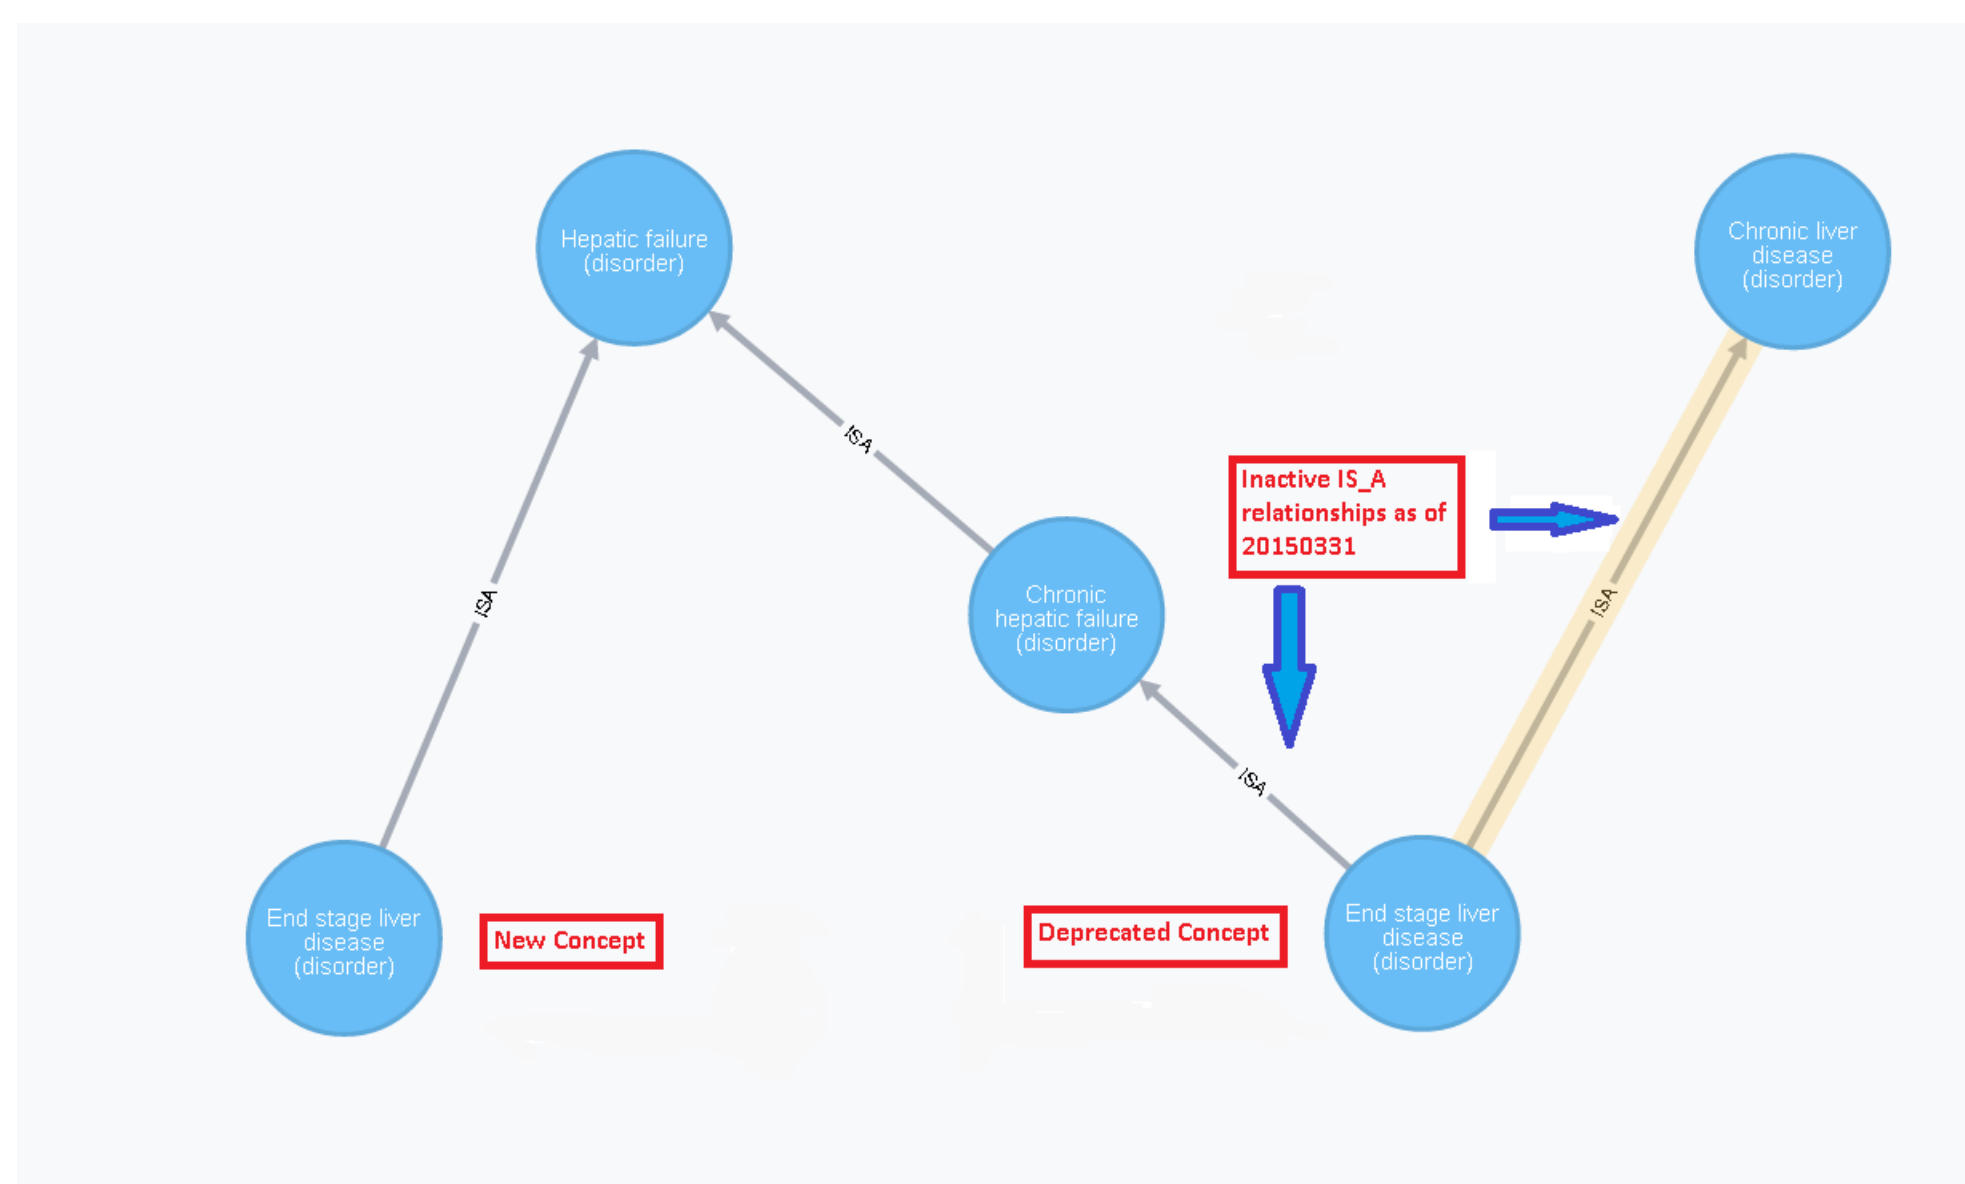 Hepatic failure
(disorder)
Chronic liver
disease
(disorder)
ISA
Inactive IS_A
relationships as of
20150331
ISA
Chronic
hepatic failure
(disorder)
ISA
ISA
End stage liver
disease
(disorder)
New Concept
Deprecated Concept
End stage liver
disease
(disorder)